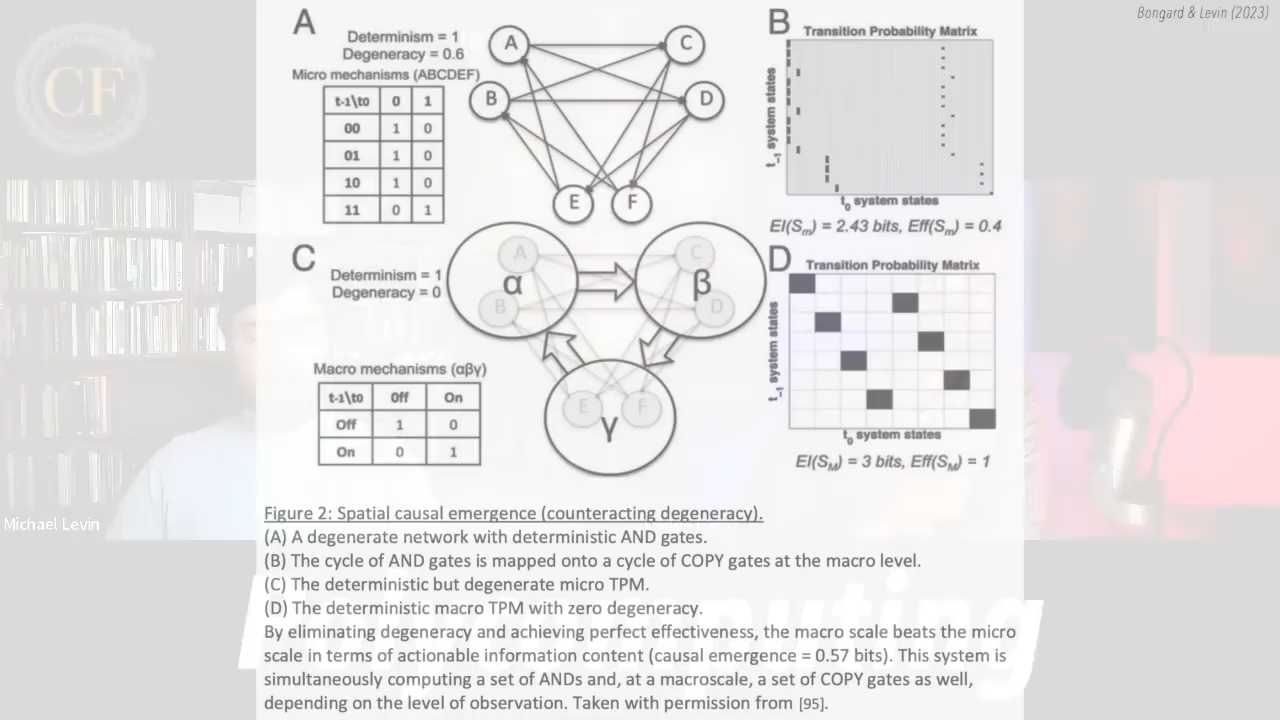 Bongard & Levin (2023)
CF
A
Determinism = 1
Degeneracy = 0.6
Micro mechanisms (ABCDEF)
t-1\to 0 1
00 1 0
01 1 0
10 1 0
11 0 1
A
C
B
D
E
F
B
Transition Probability Matrix
t-1 system states
t0 system states
EI(Sm) = 2.43 bits, Eff(Sm) = 0.4
C
Determinism = 1
Degeneracy = 0
Macro mechanisms (αβγ)
t-1\to Off On
Off 1 0
On 0 1
A
α
B
C
β
D
E
F
γ
D
Transition Probability Matrix
t-1 system states
t0 system states
EI(SM) = 3 bits, Eff(SM) = 1
Michael Levin
Figure 2: Spatial causal emergence (counteracting degeneracy).
(A) A degenerate network with deterministic AND gates.
(B) The cycle of AND gates is mapped onto a cycle of COPY gates at the macro level.
(C) The deterministic but degenerate micro TPM.
(D) The deterministic macro TPM with zero degeneracy.
By eliminating degeneracy and achieving perfect effectiveness, the macro scale beats the micro
scale in terms of actionable information content (causal emergence = 0.57 bits). This system is
simultaneously computing a set of ANDs and, at a macroscale, a set of COPY gates as well,
depending on the level of observation. Taken with permission from [95].